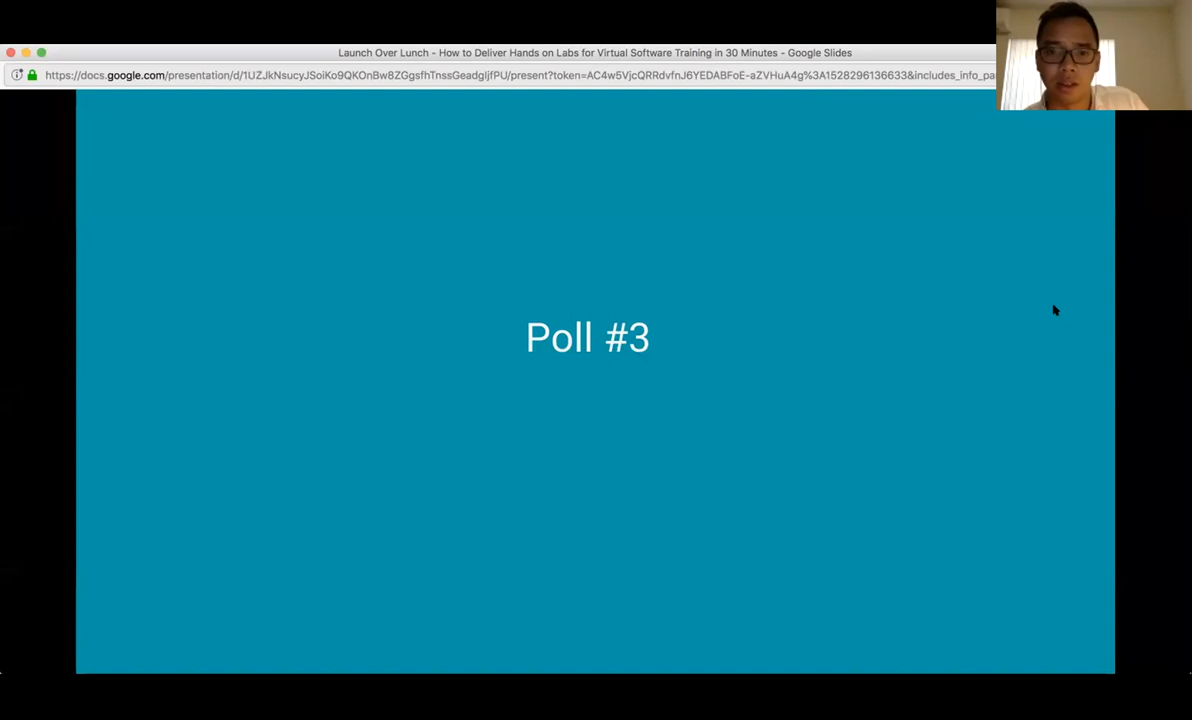 Launch Over Lunch - How to Deliver Hands on Labs for Virtual Software Training in 30 Minutes - Google Slides
https://docs.google.com/presentation/d/1UZJkNsucyJSoiKo9QKOnBw8ZGgsfhTnssGeadgIjfPU/present?token=AC4w5VjcQRRdvfnJ6YEDABFoE-aZVHuA4g%3A1528296136633&includes_info_pa
Poll #3